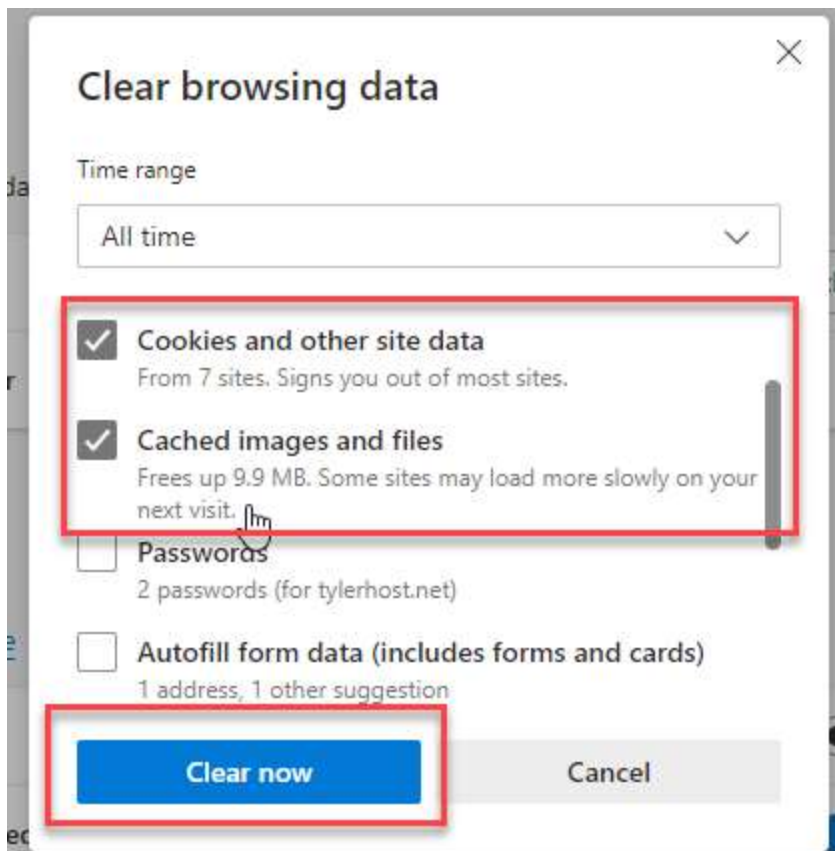 Clear browsing data
Time range
All time
Cookies and other site data
From 7 sites. Signs you out of most sites.
Cached images and files
Frees up 9.9 MB. Some sites may load more slowly on your
next visit.
Passwords
2 passwords (for tylerhost.net)
Autofill form data (includes forms and cards)
1 address, 1 other suggestion
Clear now
Cancel